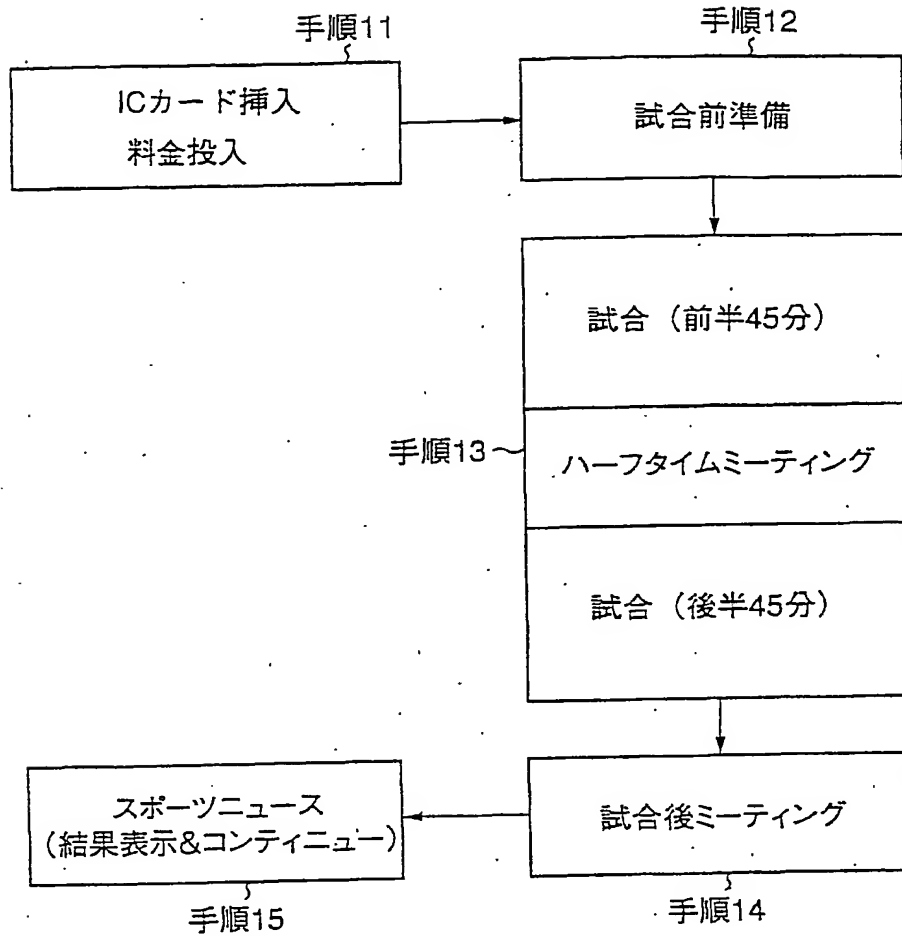 手順11
ICカード挿入
料金投入
手順12
試合前準備
試合（前半45分）
手順13
ハーフタイムミーティング
試合（後半45分）
試合後ミーティング
手順14
スポーツニュース
（結果表示&コンティニュー）
手順15